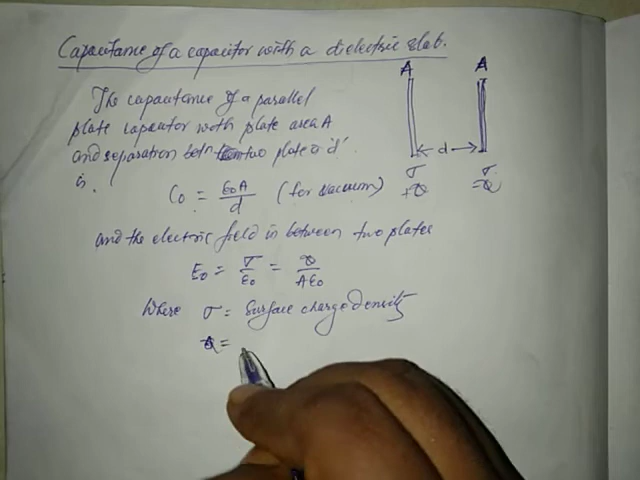 Capacitance of a capacitor with a dielectric slab.
A A
The capacitance of a parallel
plate capacitor with plate area A
and separation betn two plate is 'd'
is.
d
C₀ = ε₀A/d (for vacuum)
σ σ
+Q -Q
and the electric field in between two plates
E₀ = σ/ε₀ = Q/Aε₀
Where σ = Surface charge density
Q =